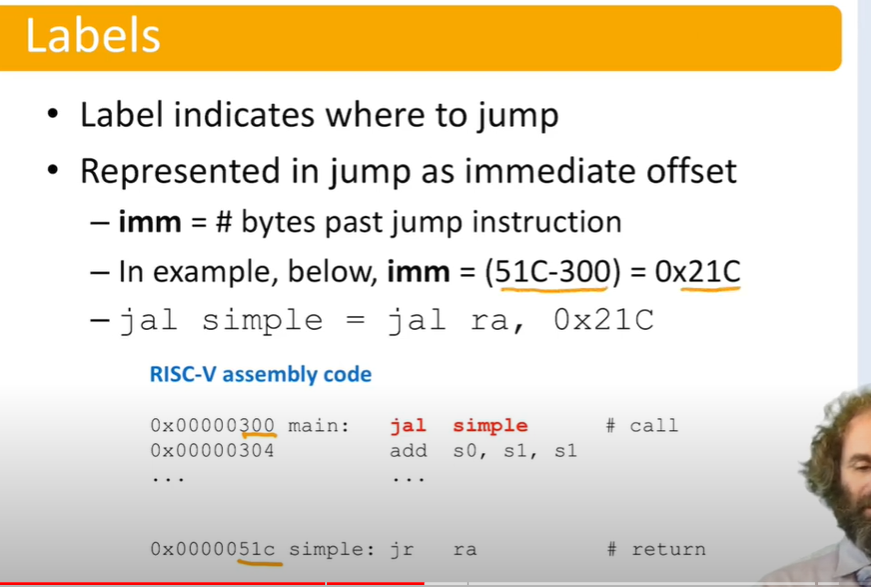 Labels
• Label indicates where to jump
• Represented in jump as immediate offset
– imm = # bytes past jump instruction
– In example, below, imm = (51C-300) = 0x21C
– jal simple = jal ra, 0x21C
RISC-V assembly code
0x00000300 main: jal simple # call
0x00000304 add s0, s1, s1
... ...
0x0000051c simple: jr ra # return